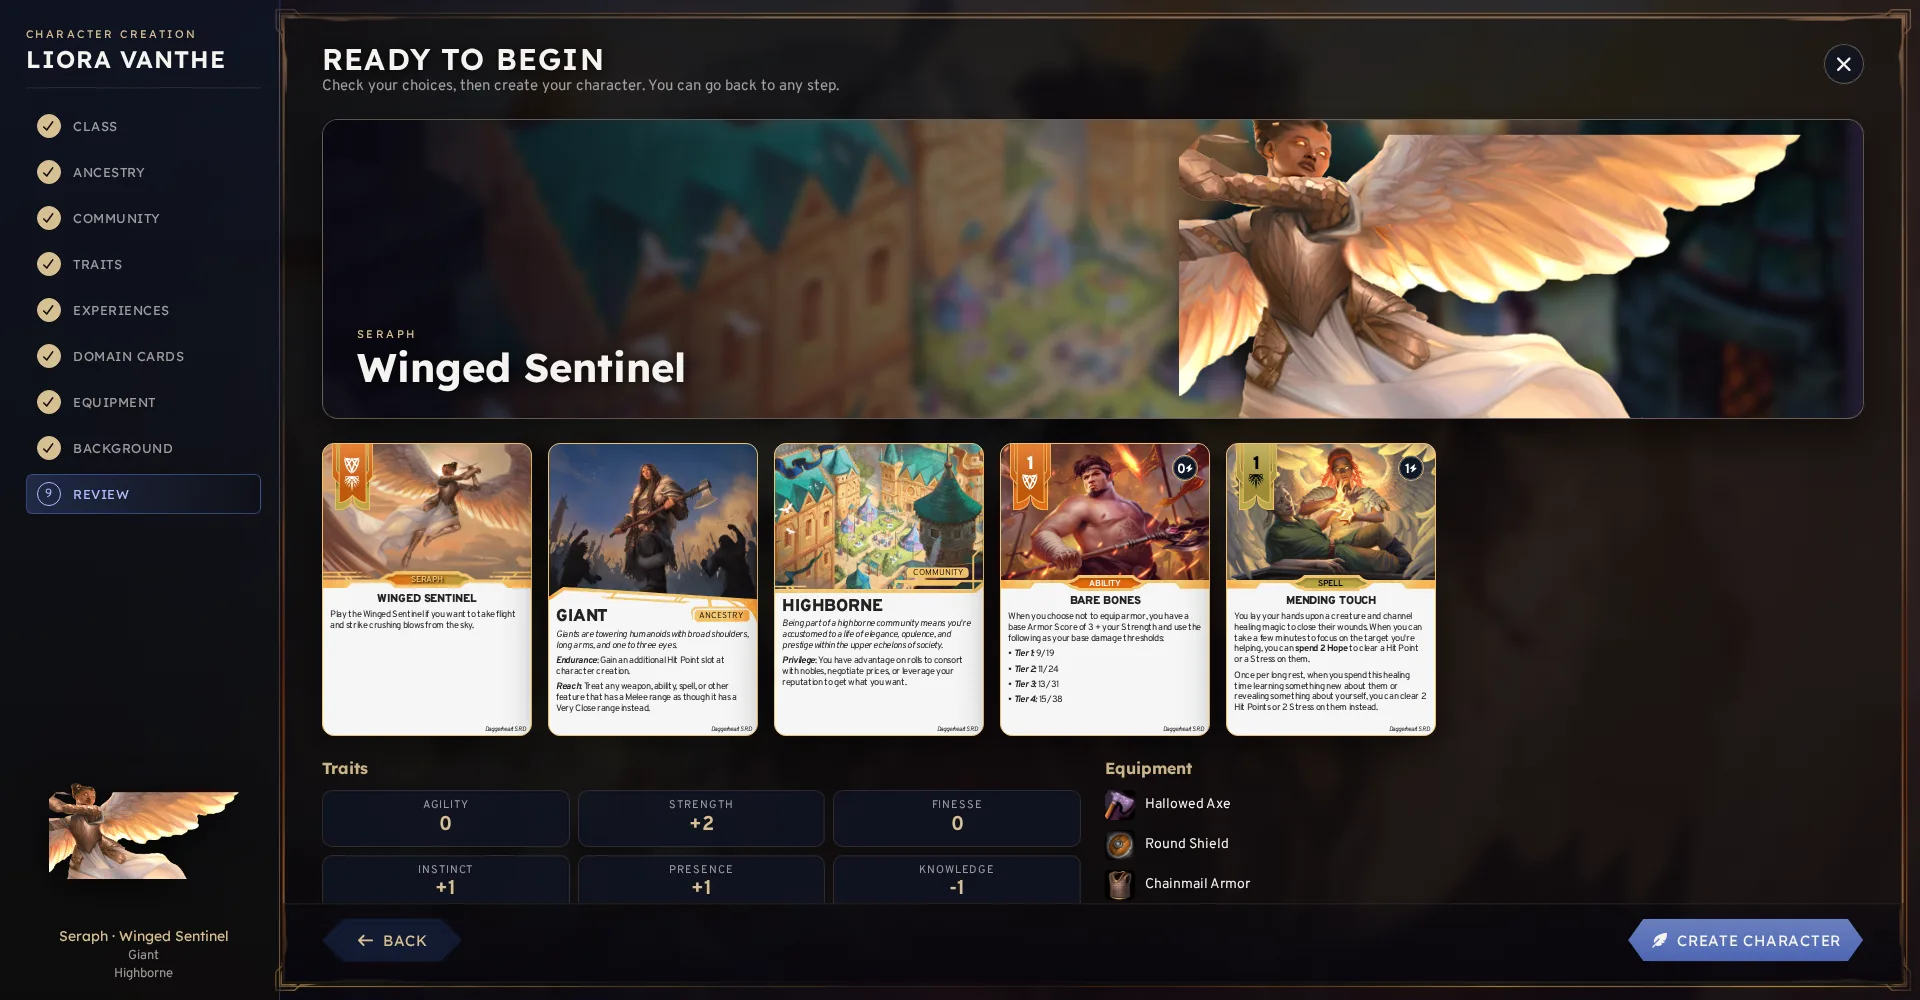 CHARACTER CREATION
LIORA VANTHE
CLASS
ANCESTRY
COMMUNITY
TRAITS
EXPERIENCES
DOMAIN CARDS
EQUIPMENT
BACKGROUND
9 REVIEW
Seraph · Winged Sentinel
Giant
Highborne
READY TO BEGIN
Check your choices, then create your character. You can go back to any step.
SERAPH
Winged Sentinel
SERAPH
WINGED SENTINEL
Play the Winged Sentinel if you want to take flight
and strike crushing blows from the sky.
Daggerheart SRD
GIANT
ANCESTRY
Giants are towering humanoids with broad shoulders,
long arms, and one to three eyes.
Endurance: Gain an additional Hit Point slot at
character creation.
Reach: Treat any weapon, ability, spell, or other
feature that has a Melee range as though it has a
Very Close range instead.
Daggerheart SRD
COMMUNITY
HIGHBORNE
Being part of a highborne community means you're
accustomed to a life of elegance, opulence, and
prestige within the upper echelons of society.
Privilege: You have advantage on rolls to consort
with nobles, negotiate prices, or leverage your
reputation to get what you want.
Daggerheart SRD
1
0
ABILITY
BARE BONES
When you choose not to equip armor, you have a
base Armor Score of 3 + your Strength and use the
following as your base damage thresholds:
• Tier 1: 9/19
• Tier 2: 11/24
• Tier 3: 13/31
• Tier 4: 15/38
Daggerheart SRD
1
1
SPELL
MENDING TOUCH
You lay your hands upon a creature and channel
healing magic to close their wounds. When you can
take a few minutes to focus on the target you're
helping, you can spend 2 Hope to clear a Hit Point
or a Stress on them.
Once per long rest, when you spend this healing
time learning something new about them or
revealing something about yourself, you can clear 2
Hit Points or 2 Stress on them instead.
Daggerheart SRD
Traits
AGILITY
0
STRENGTH
+2
FINESSE
0
INSTINCT
+1
PRESENCE
+1
KNOWLEDGE
-1
Equipment
Hallowed Axe
Round Shield
Chainmail Armor
BACK
CREATE CHARACTER